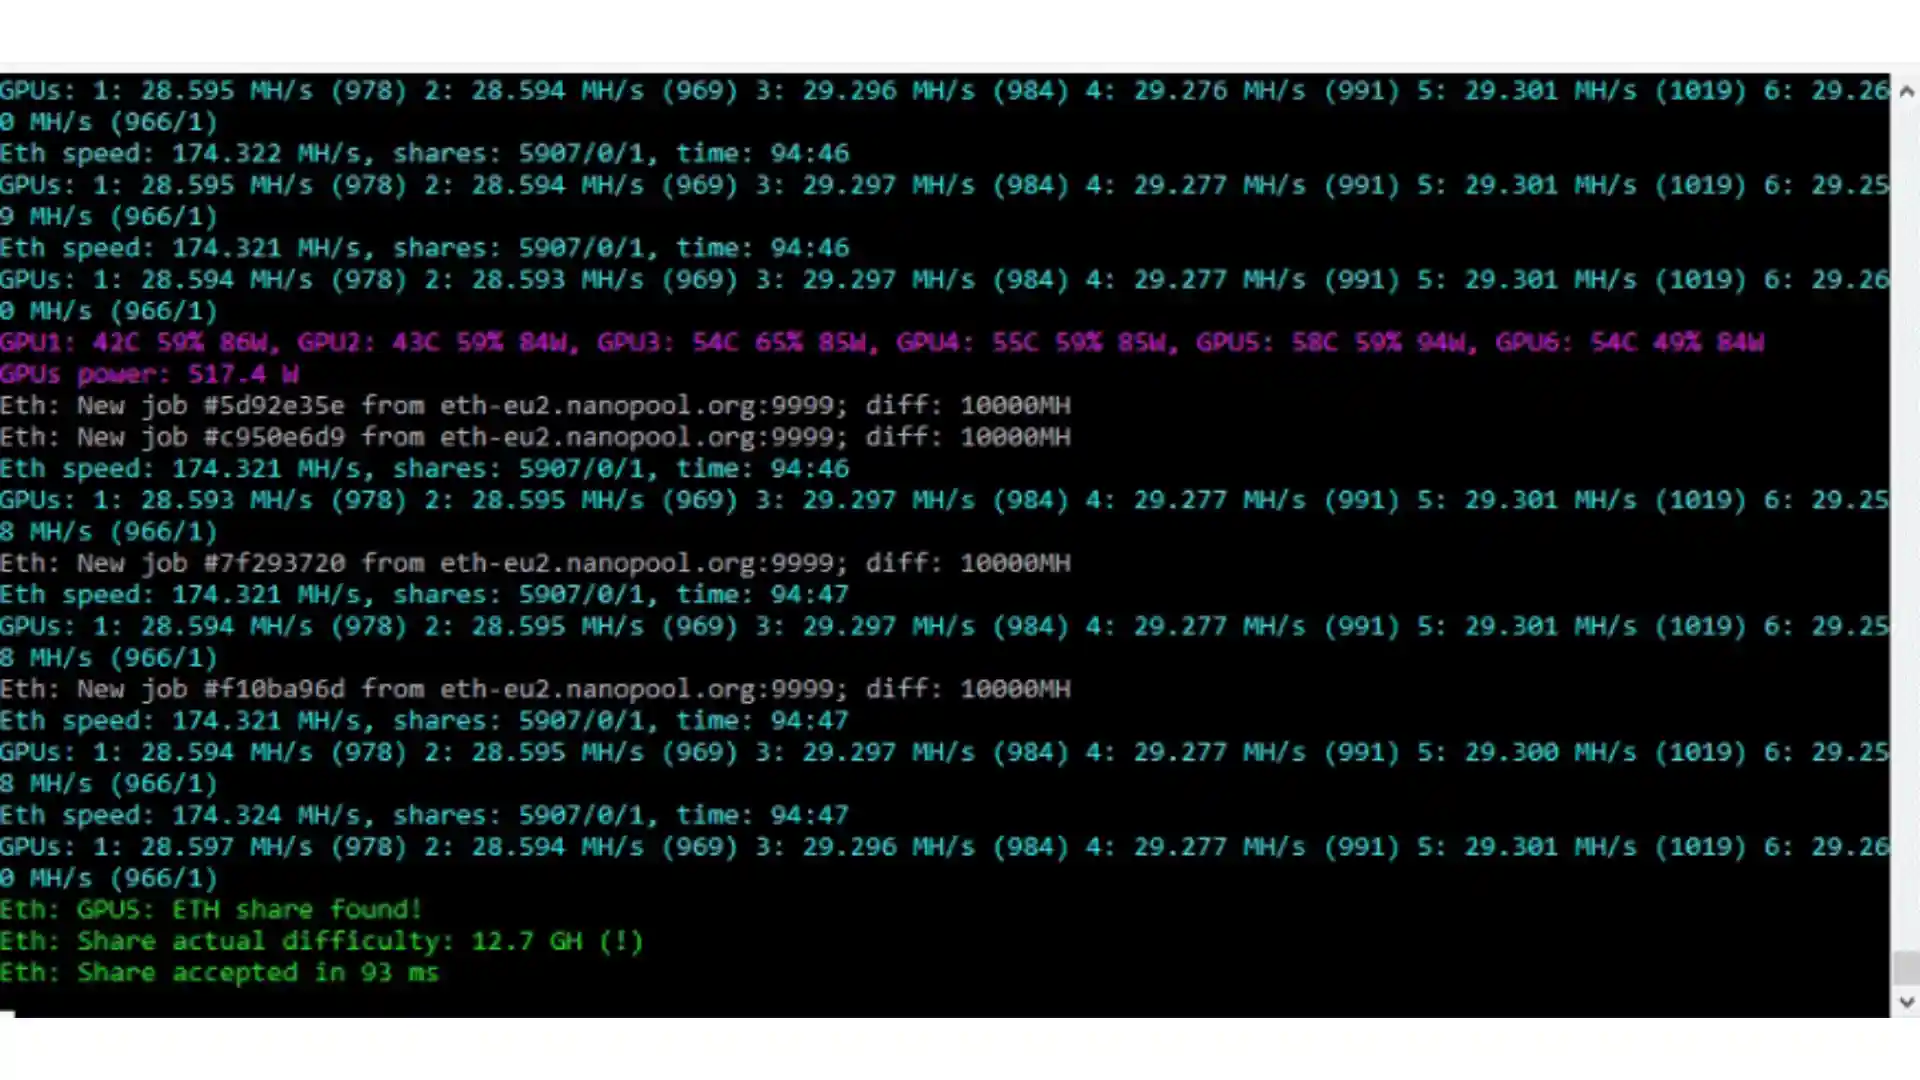 GPUs: 1: 28.595 MH/s (978) 2: 28.594 MH/s (969) 3: 29.296 MH/s (984) 4: 29.276 MH/s (991) 5: 29.301 MH/s (1019) 6: 29.26
0 MH/s (966/1)
Eth speed: 174.322 MH/s, shares: 5907/0/1, time: 94:46
GPUs: 1: 28.595 MH/s (978) 2: 28.594 MH/s (969) 3: 29.297 MH/s (984) 4: 29.277 MH/s (991) 5: 29.301 MH/s (1019) 6: 29.25
9 MH/s (966/1)
Eth speed: 174.321 MH/s, shares: 5907/0/1, time: 94:46
GPUs: 1: 28.594 MH/s (978) 2: 28.593 MH/s (969) 3: 29.297 MH/s (984) 4: 29.277 MH/s (991) 5: 29.301 MH/s (1019) 6: 29.26
0 MH/s (966/1)
GPU1: 42C 59% 86W, GPU2: 43C 59% 84W, GPU3: 54C 65% 85W, GPU4: 55C 59% 85W, GPU5: 58C 59% 94W, GPU6: 54C 49% 84W
GPUs power: 517.4 W
Eth: New job #5d92e35e from eth-eu2.nanopool.org:9999; diff: 10000MH
Eth: New job #c950e6d9 from eth-eu2.nanopool.org:9999; diff: 10000MH
Eth speed: 174.321 MH/s, shares: 5907/0/1, time: 94:46
GPUs: 1: 28.593 MH/s (978) 2: 28.595 MH/s (969) 3: 29.297 MH/s (984) 4: 29.277 MH/s (991) 5: 29.301 MH/s (1019) 6: 29.25
8 MH/s (966/1)
Eth: New job #7f293720 from eth-eu2.nanopool.org:9999; diff: 10000MH
Eth speed: 174.321 MH/s, shares: 5907/0/1, time: 94:47
GPUs: 1: 28.594 MH/s (978) 2: 28.595 MH/s (969) 3: 29.297 MH/s (984) 4: 29.277 MH/s (991) 5: 29.301 MH/s (1019) 6: 29.25
8 MH/s (966/1)
Eth: New job #f10ba96d from eth-eu2.nanopool.org:9999; diff: 10000MH
Eth speed: 174.321 MH/s, shares: 5907/0/1, time: 94:47
GPUs: 1: 28.594 MH/s (978) 2: 28.595 MH/s (969) 3: 29.297 MH/s (984) 4: 29.277 MH/s (991) 5: 29.300 MH/s (1019) 6: 29.25
8 MH/s (966/1)
Eth speed: 174.324 MH/s, shares: 5907/0/1, time: 94:47
GPUs: 1: 28.597 MH/s (978) 2: 28.594 MH/s (969) 3: 29.296 MH/s (984) 4: 29.277 MH/s (991) 5: 29.301 MH/s (1019) 6: 29.26
0 MH/s (966/1)
Eth: GPU5: ETH share found!
Eth: Share actual difficulty: 12.7 GH (!)
Eth: Share accepted in 93 ms